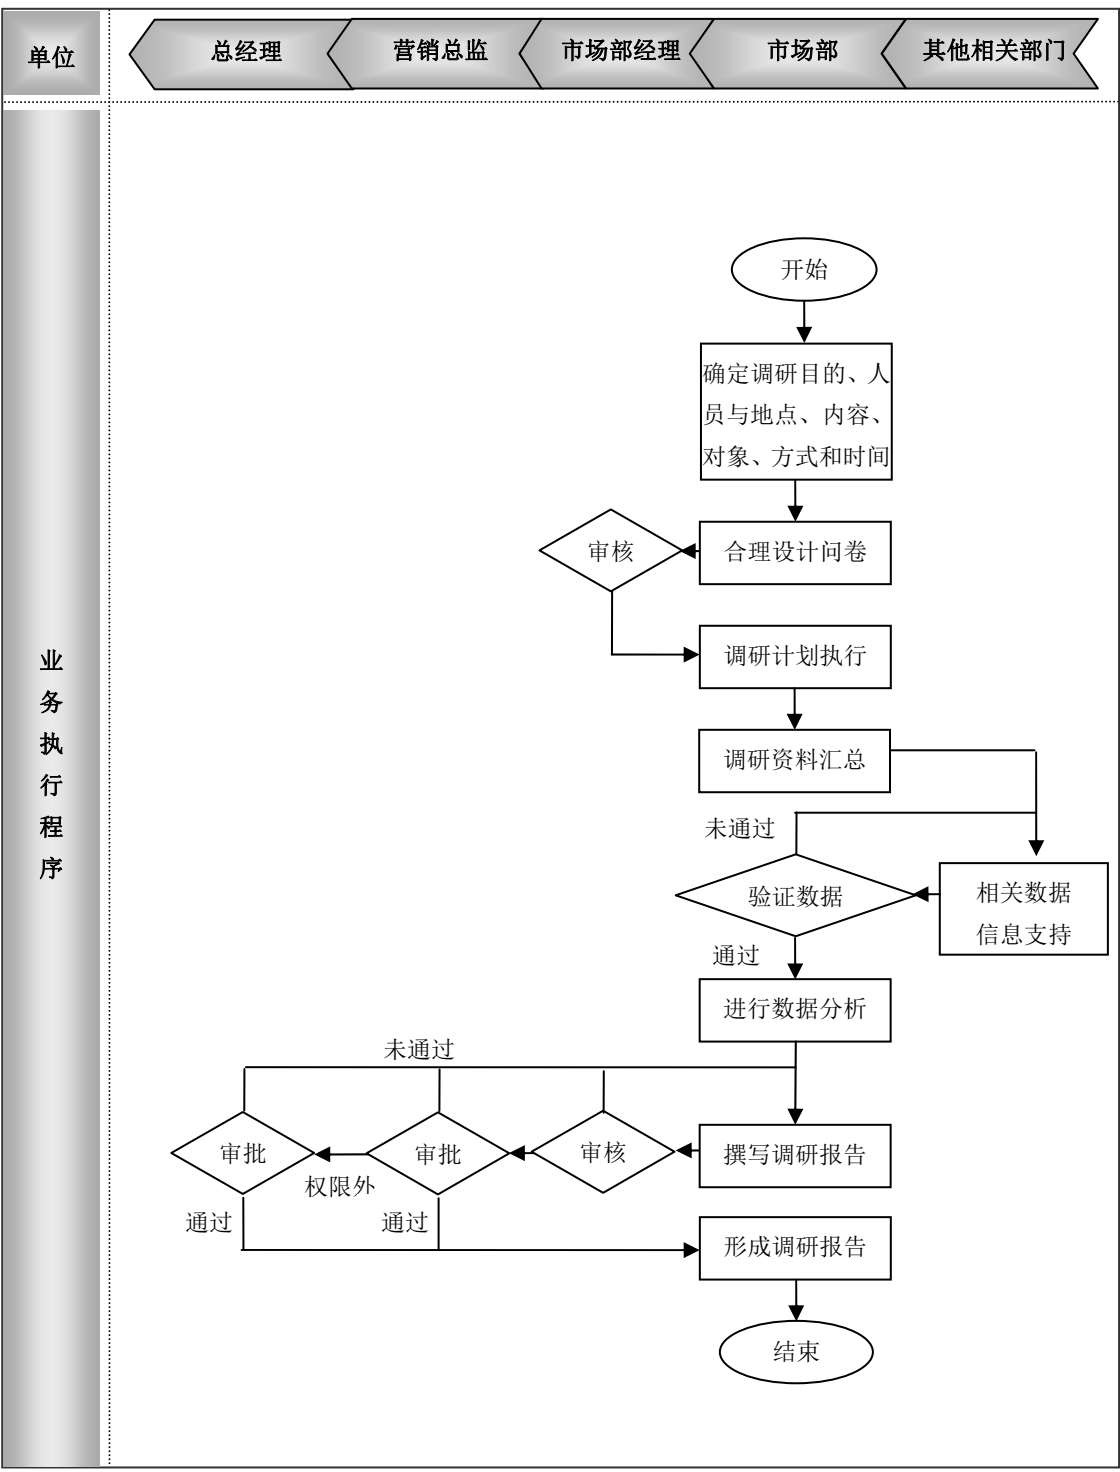 单位
总经理
营销总监
市场部经理
市场部
其他相关部门
业
务
执
行
程
序
开始
确定调研目的、人
员与地点、内容、
对象、方式和时间
审核
合理设计问卷
调研计划执行
调研资料汇总
未通过
验证数据
相关数据
信息支持
通过
进行数据分析
未通过
审批
审批
审核
撰写调研报告
权限外
通过
通过
形成调研报告
结束